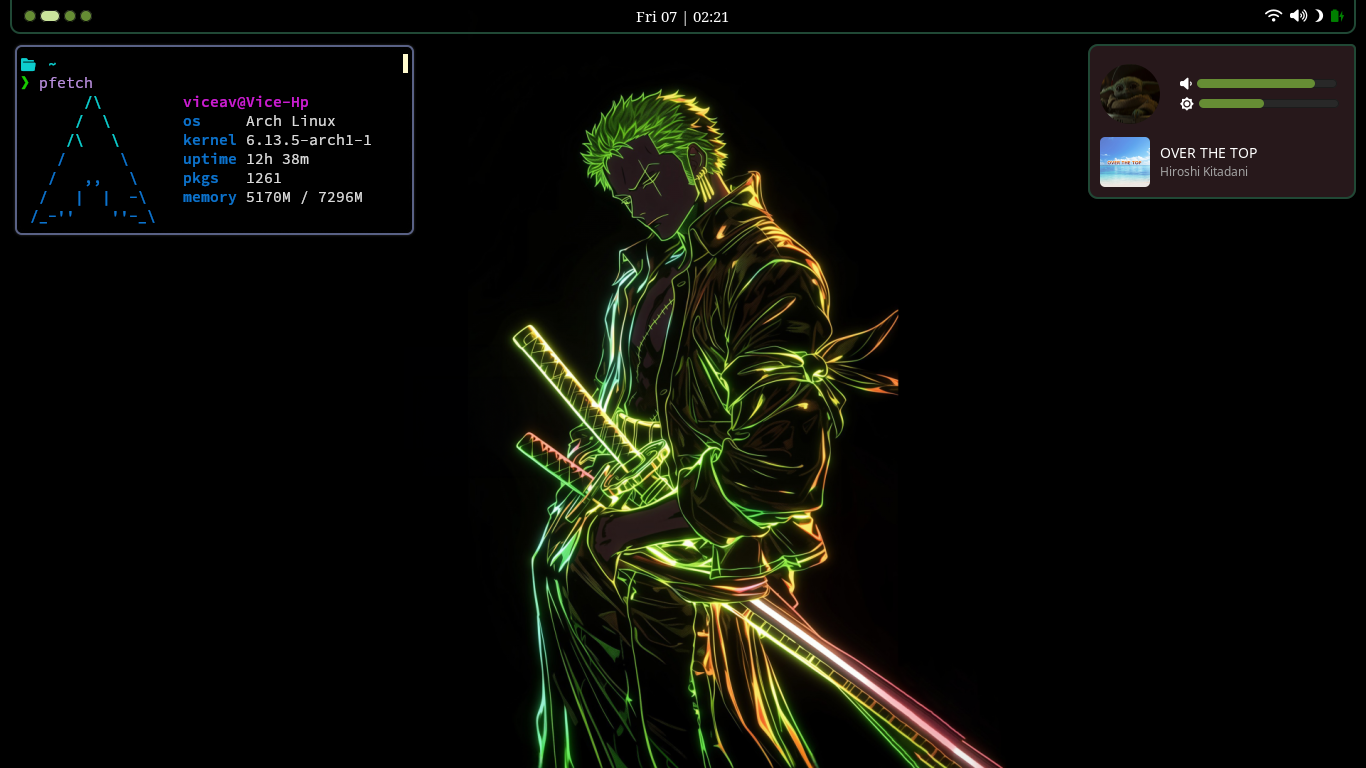 Fri 07 | 02:21
~
❯ pfetch
viceav@Vice-Hp
os Arch Linux
kernel 6.13.5-arch1-1
uptime 12h 38m
pkgs 1261
memory 5170M / 7296M
OVER THE TOP
OVER THE TOP
Hiroshi Kitadani